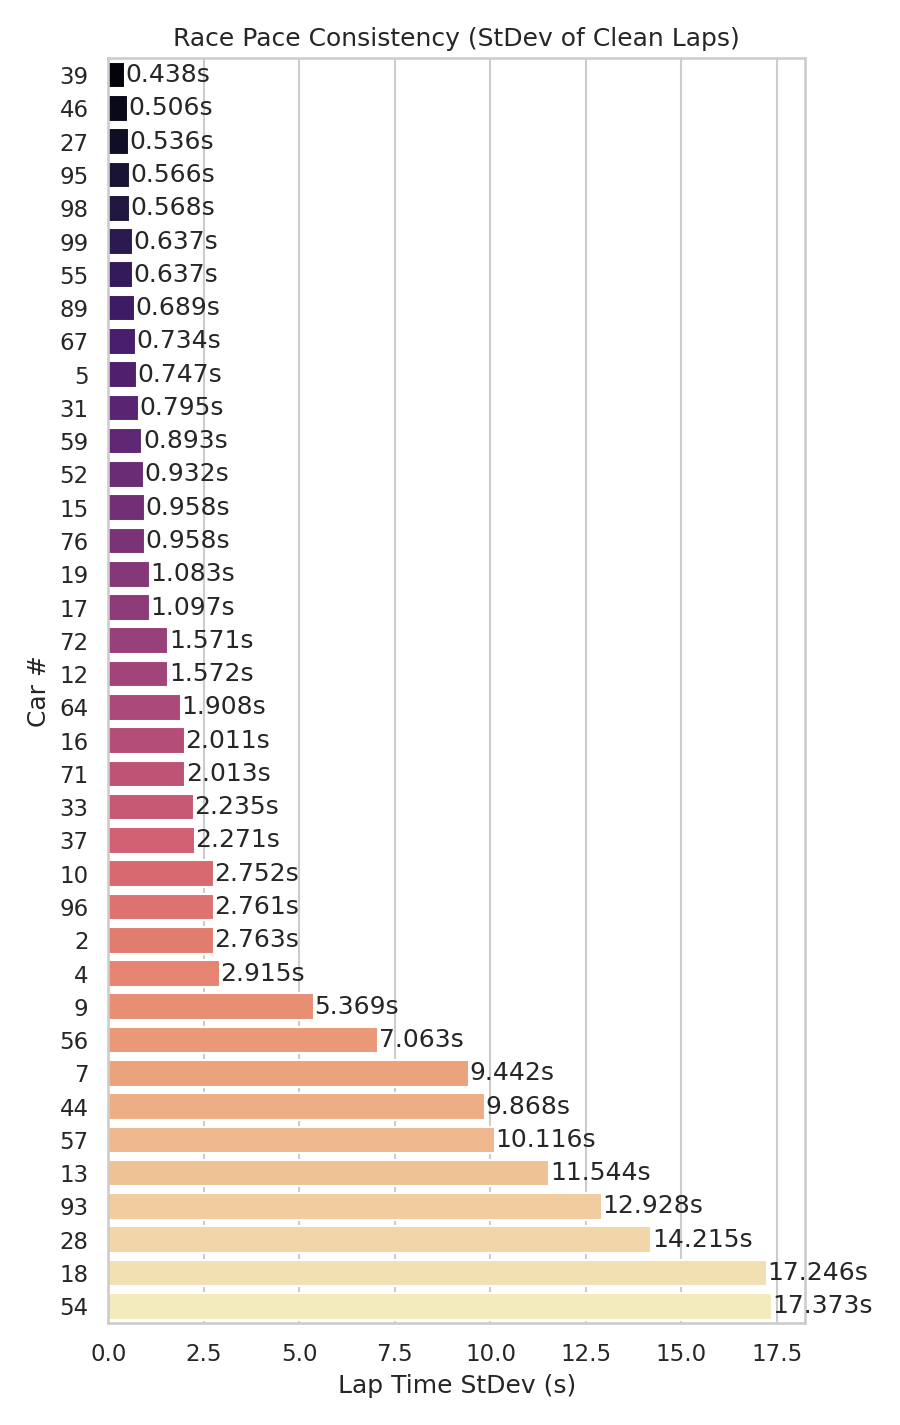 Race Pace Consistency (StDev of Clean Laps)
39 0.438s
46 0.506s
27 0.536s
95 0.566s
98 0.568s
99 0.637s
55 0.637s
89 0.689s
67 0.734s
5 0.747s
31 0.795s
59 0.893s
52 0.932s
15 0.958s
76 0.958s
19 1.083s
17 1.097s
72 1.571s
12 1.572s
64 1.908s
16 2.011s
71 2.013s
33 2.235s
37 2.271s
10 2.752s
96 2.761s
2 2.763s
4 2.915s
9 5.369s
56 7.063s
7 9.442s
44 9.868s
57 10.116s
13 11.544s
93 12.928s
28 14.215s
18 17.246s
54 17.373s
Car #
0.0 2.5 5.0 7.5 10.0 12.5 15.0 17.5
Lap Time StDev (s)